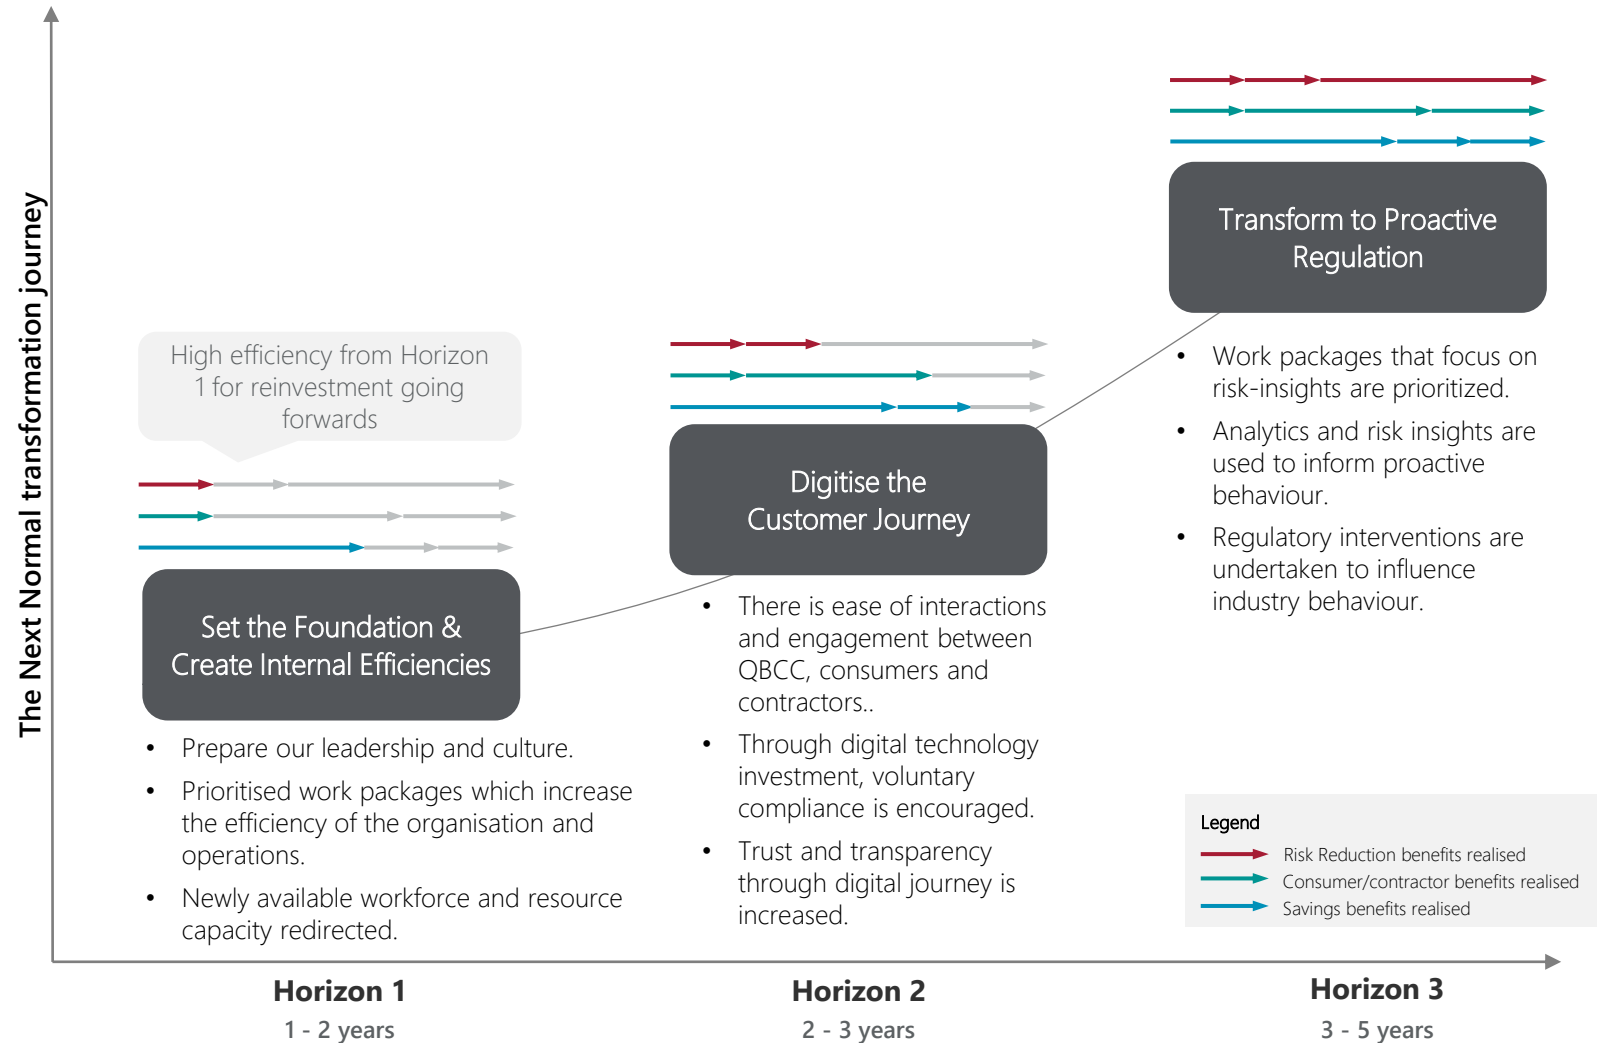 The Next Normal transformation journey
High efficiency from Horizon
1 for reinvestment going
forwards
Set the Foundation &
Create Internal Efficiencies
• Prepare our leadership and culture.
• Prioritised work packages which increase
the efficiency of the organisation and
operations.
• Newly available workforce and resource
capacity redirected.
Digitise the
Customer Journey
• There is ease of interactions
and engagement between
QBCC, consumers and
contractors..
• Through digital technology
investment, voluntary
compliance is encouraged.
• Trust and transparency
through digital journey is
increased.
Transform to Proactive
Regulation
• Work packages that focus on
risk-insights are prioritized.
• Analytics and risk insights are
used to inform proactive
behaviour.
• Regulatory interventions are
undertaken to influence
industry behaviour.
Legend
Risk Reduction benefits realised
Consumer/contractor benefits realised
Savings benefits realised
Horizon 1
1 - 2 years
Horizon 2
2 - 3 years
Horizon 3
3 - 5 years